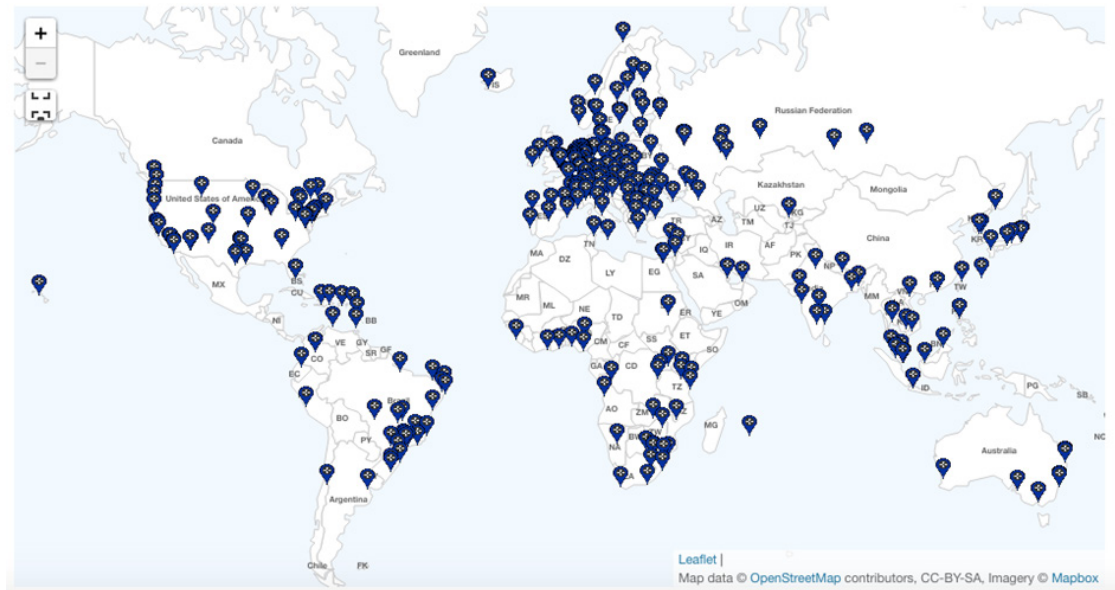 +
−
Greenland
IS
Russian Federation
Canada
Kazakhstan
Mongolia
United States of Ame
UZ
KG
TM
TJ
AZ
China
KR
TR
IQ
IR
AF
PK
NP
MA
TN
DZ
LY
EG
SA
OM
MX
BS
CU
MM
TW
MR
ML
NE
TD
ER
YE
NI
BB
VE
GY
SR
GF
CO
EC
CM
CF
SS
ET
SO
GA
CD
TZ
ID
PG
SB
BO
PY
AO
ZM
MG
NA
BW
NC
Australia
Argentina
Chile
FK
Leaflet |
Map data © OpenStreetMap contributors, CC-BY-SA, Imagery © Mapbox